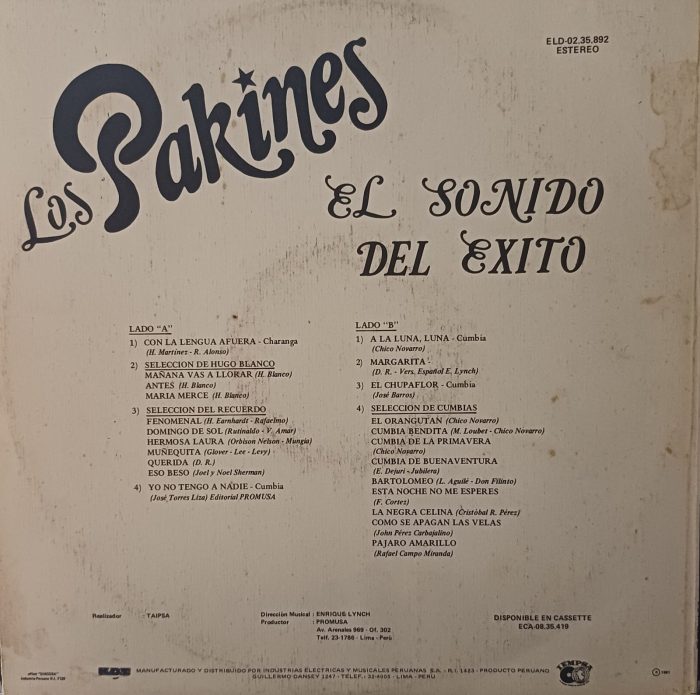 ELD-02.35.892
ESTEREO
Los Pakines
EL SONIDO
DEL EXITO
LADO "A"
1) CON LA LENGUA AFUERA - Charanga
(H. Martínez - R. Alonso)
2) SELECCION DE HUGO BLANCO
MAÑANA VAS A LLORAR (H. Blanco)
ANTES (H. Blanco)
MARIA MERCE (H. Blanco)
3) SELECCION DEL RECUERDO
FENOMENAL (H. Earnhardt - Rafaelmo)
DOMINGO DE SOL (Rutinaldo - V. Amar)
HERMOSA LAURA (Orbison Nelson - Mungia)
MUÑEQUITA (Glover - Lee - Levy)
QUERIDA (D. R.)
ESO BESO (Joel y Noel Sherman)
4) YO NO TENGO A NADIE - Cumbia
(José Torres Liza) Editorial PROMUSA
LADO "B"
1) A LA LUNA, LUNA - Cumbia
(Chico Novarro)
2) MARGARITA -
(D. R. - Vers. Español E. Lynch)
3) EL CHUPAFLOR - Cumbia
(José Barros)
4) SELECCION DE CUMBIAS
EL ORANGUTAN (Chico Novarro)
CUMBIA BENDITA (M. Loubet - Chico Novarro)
CUMBIA DE LA PRIMAVERA
(Chico Novarro)
CUMBIA DE BUENAVENTURA
(E. Dejuri - Jubilera)
BARTOLOMEO (L. Aguilé - Don Filinto)
ESTA NOCHE NO ME ESPERES
(F. Cortez)
LA NEGRA CELINA (Cristóbal R. Pérez)
COMO SE APAGAN LAS VELAS
(John Pérez Carbajalino)
PAJARO AMARILLO
(Rafael Campo Miranda)
Realizador : TAIPSA
Dirección Musical : ENRIQUE LYNCH
Productor : PROMUSA
Av. Arenales 969 - Of. 302
Telf. 23-1786 - Lima - Perú
DISPONIBLE EN CASSETTE
ECA-08.35.419
MANUFACTURADO Y DISTRIBUIDO POR INDUSTRIAS ELECTRICAS Y MUSICALES PERUANAS S.A. - R.I. 1423 - PRODUCTO PERUANO
GUILLERMO DANSEY 1247 - TELEF. 32-4005 - LIMA - PERU
IEMPSA